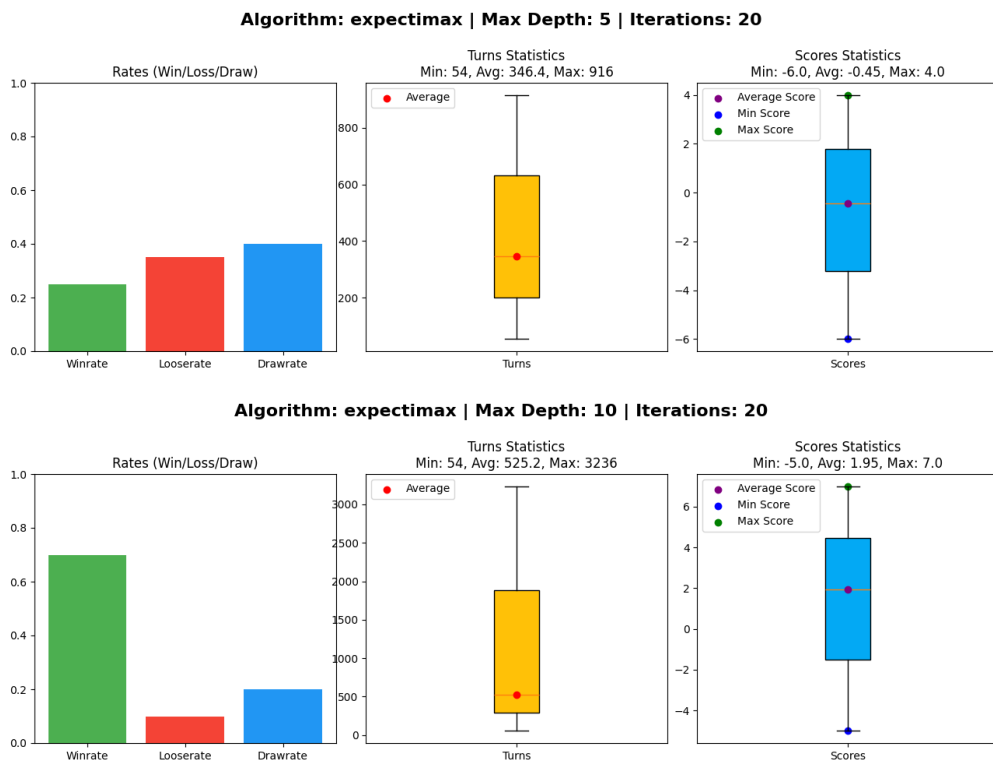 Algorithm: expectimax | Max Depth: 5 | Iterations: 20
Rates (Win/Loss/Draw)
1.0
0.8
0.6
0.4
0.2
0.0
Winrate
Looserate
Drawrate
Turns Statistics
Min: 54, Avg: 346.4, Max: 916
Average
800
600
400
200
Turns
Scores Statistics
Min: -6.0, Avg: -0.45, Max: 4.0
Average Score
Min Score
Max Score
4
2
0
−2
−4
−6
Scores
Algorithm: expectimax | Max Depth: 10 | Iterations: 20
Rates (Win/Loss/Draw)
1.0
0.8
0.6
0.4
0.2
0.0
Winrate
Looserate
Drawrate
Turns Statistics
Min: 54, Avg: 525.2, Max: 3236
Average
3000
2500
2000
1500
1000
500
0
Turns
Scores Statistics
Min: -5.0, Avg: 1.95, Max: 7.0
Average Score
Min Score
Max Score
6
4
2
0
−2
−4
Scores